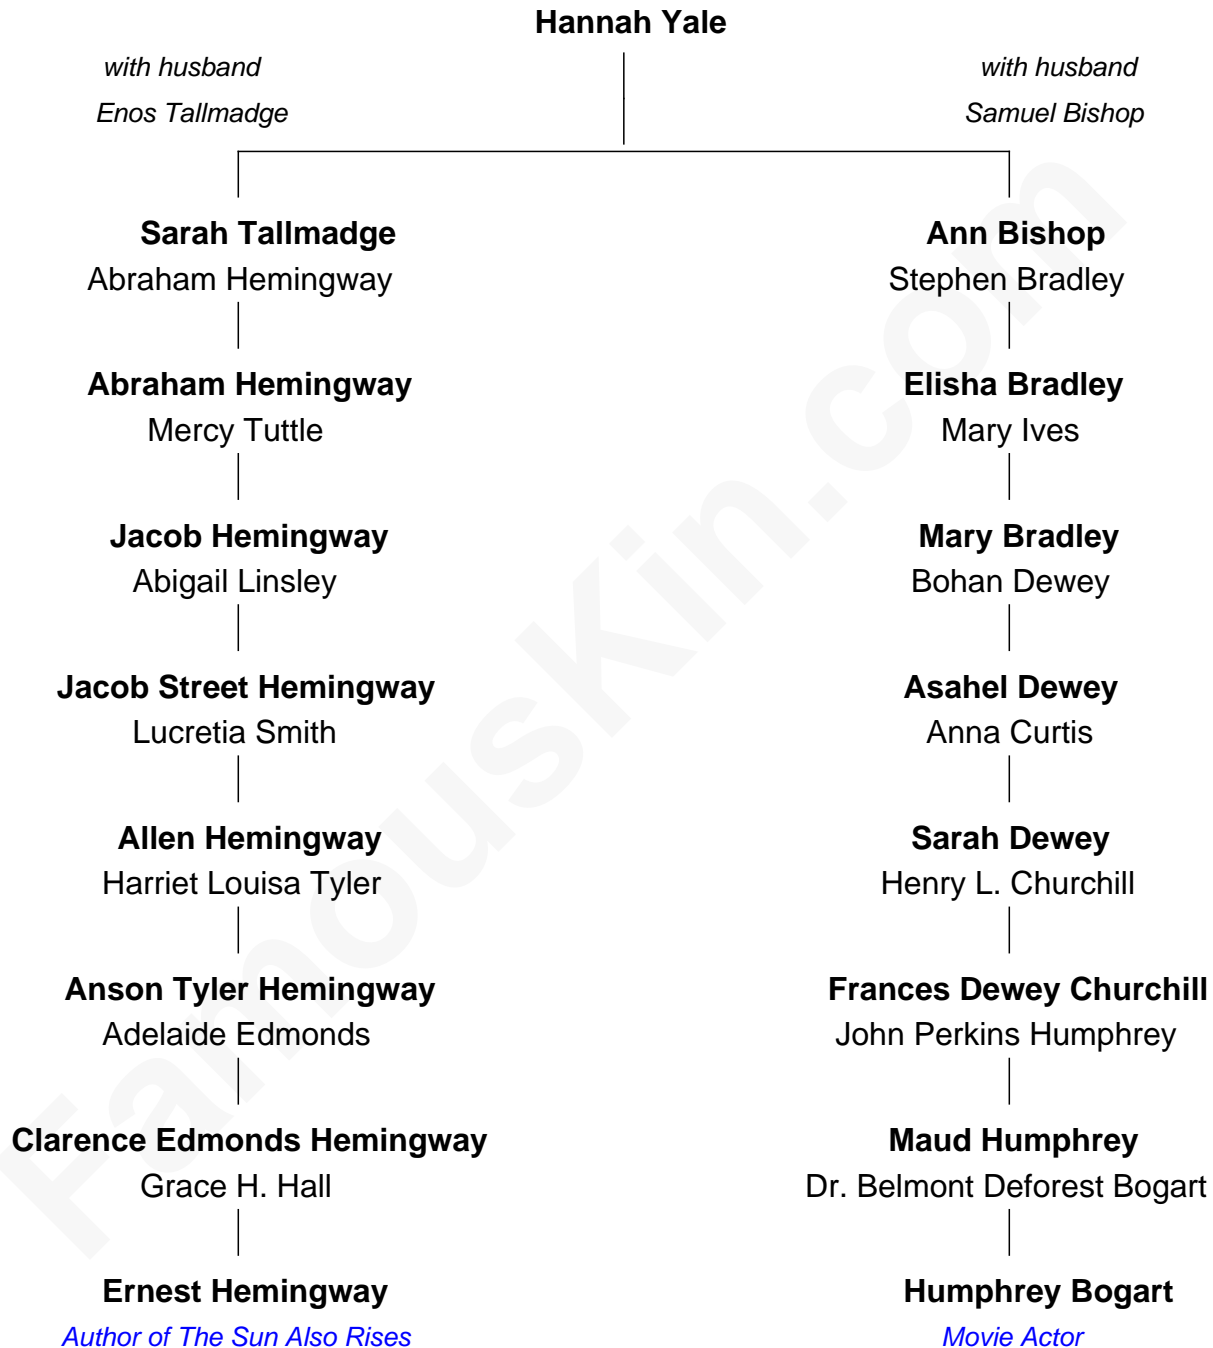 Hannah Yale
with husband
Enos Tallmadge
with husband
Samuel Bishop
Sarah Tallmadge
Abraham Hemingway
Ann Bishop
Stephen Bradley
Abraham Hemingway
Mercy Tuttle
Elisha Bradley
Mary Ives
Jacob Hemingway
Abigail Linsley
Mary Bradley
Bohan Dewey
Jacob Street Hemingway
Lucretia Smith
Asahel Dewey
Anna Curtis
Allen Hemingway
Harriet Louisa Tyler
Sarah Dewey
Henry L. Churchill
Anson Tyler Hemingway
Adelaide Edmonds
Frances Dewey Churchill
John Perkins Humphrey
Clarence Edmonds Hemingway
Grace H. Hall
Maud Humphrey
Dr. Belmont Deforest Bogart
Ernest Hemingway
Author of The Sun Also Rises
Humphrey Bogart
Movie Actor
FamousKin.com